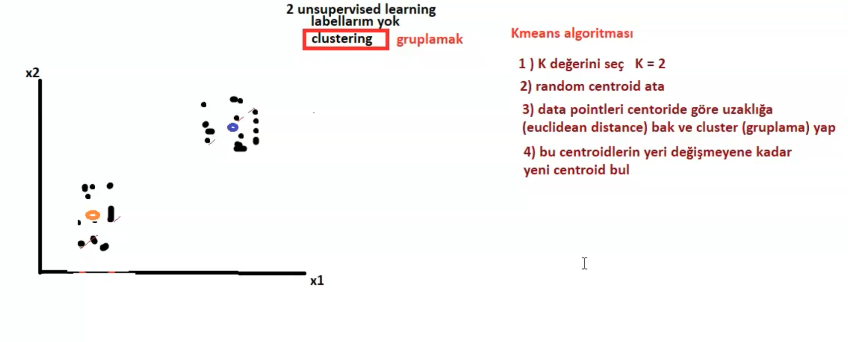 2 unsupervised learning
labellarım yok
clustering gruplamak
Kmeans algoritması
1 ) K değerini seç K = 2
2) random centroid ata
3) data pointleri centoride göre uzaklığa
(euclidean distance) bak ve cluster (gruplama) yap
4) bu centroidlerin yeri değişmeyene kadar
yeni centroid bul
x2
x1